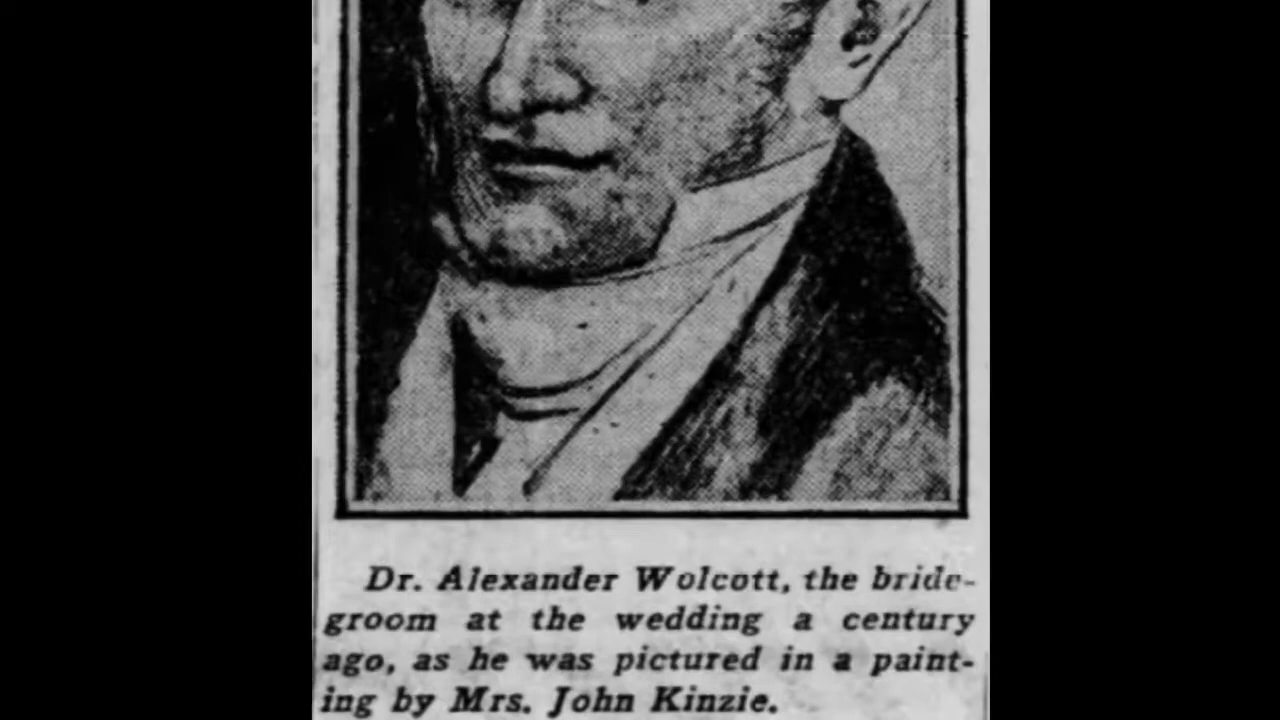 Dr. Alexander Wolcott, the bride-
groom at the wedding a century
ago, as he was pictured in a paint-
ing by Mrs. John Kinzie.